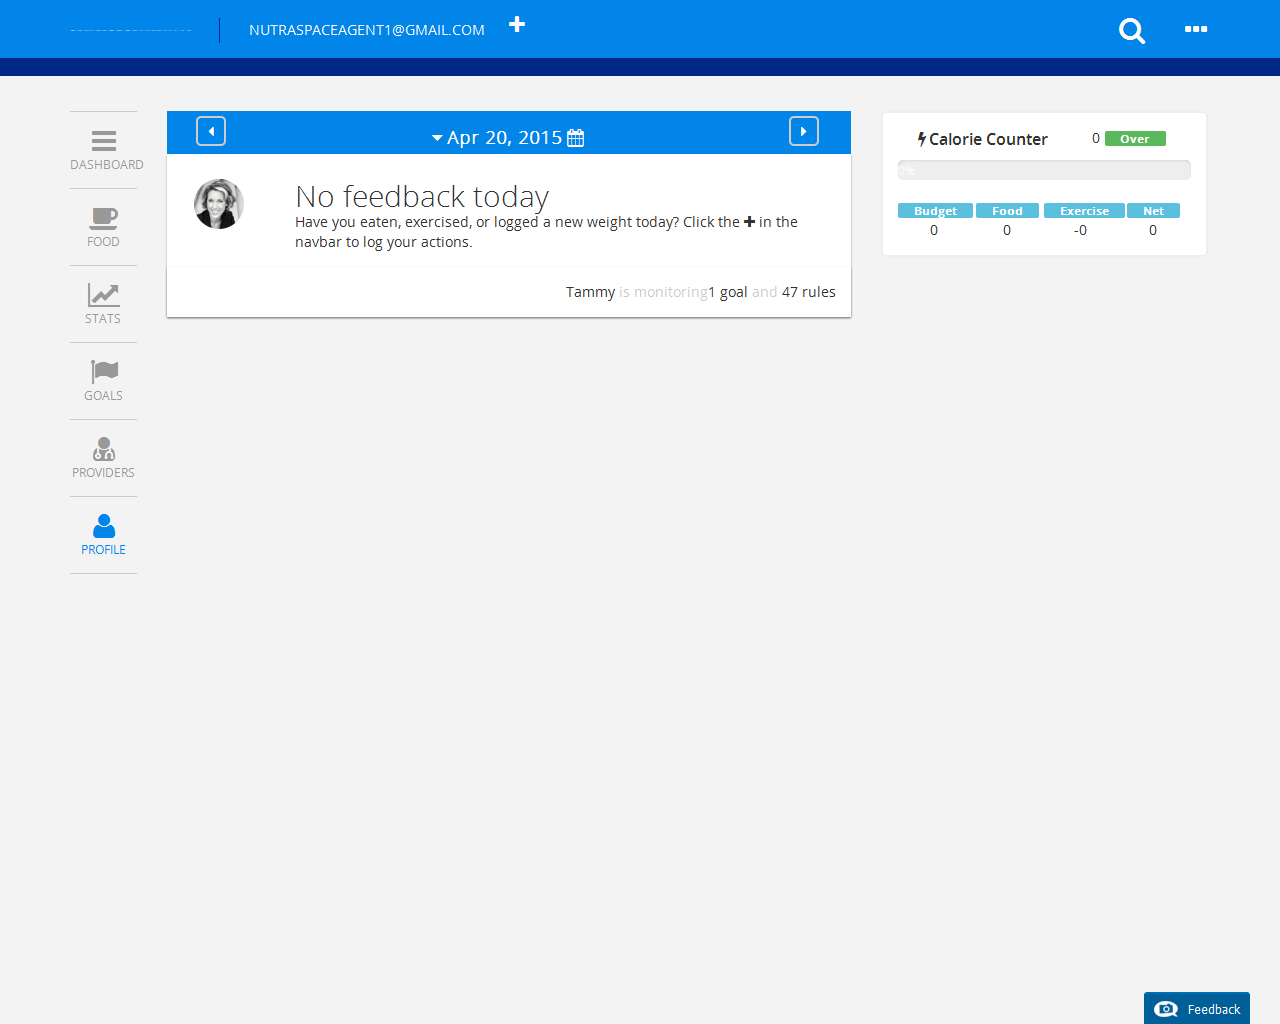 NUTRASPACEAGENT1@GMAIL.COM
DASHBOARD
FOOD
STATS
GOALS
PROVIDERS
PROFILE
Apr 20, 2015
No feedback today
Have you eaten, exercised, or logged a new weight today? Click the + in the
navbar to log your actions.
Tammy is monitoring1 goal and 47 rules
Calorie Counter 0 Over
0%
Budget Food Exercise Net
0 0 -0 0
Feedback